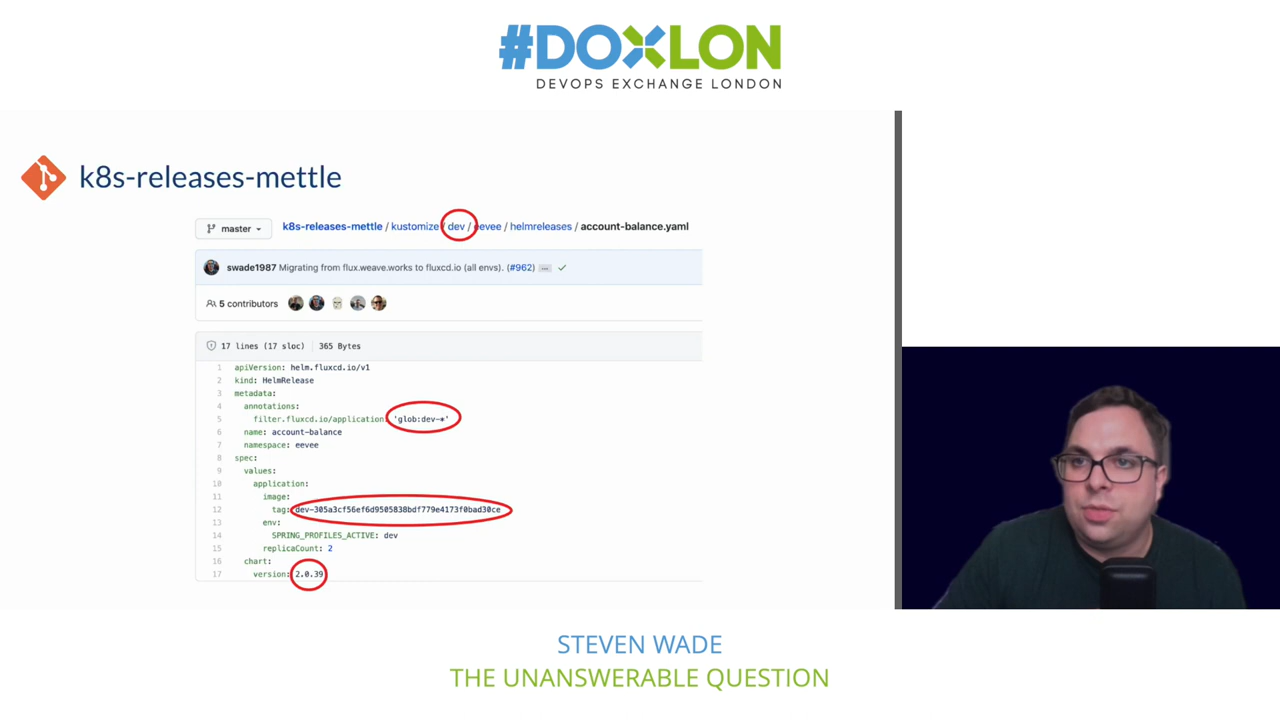 #DOXLON
DEVOPS EXCHANGE LONDON
k8s-releases-mettle
master
k8s-releases-mettle / kustomize / dev / eevee / helmreleases / account-balance.yaml
swade1987 Migrating from flux.weave.works to fluxcd.io (all envs). (#962) ... ✓
5 contributors
17 lines (17 sloc) | 365 Bytes
1 apiVersion: helm.fluxcd.io/v1
2 kind: HelmRelease
3 metadata:
4 annotations:
5 filter.fluxcd.io/application: 'glob:dev-*'
6 name: account-balance
7 namespace: eevee
8 spec:
9 values:
10 application:
11 image:
12 tag: dev-305a3cf56ef6d9505838bdf779e4173f0bad30ce
13 env:
14 SPRING_PROFILES_ACTIVE: dev
15 replicaCount: 2
16 chart:
17 version: 2.0.39
STEVEN WADE
THE UNANSWERABLE QUESTION